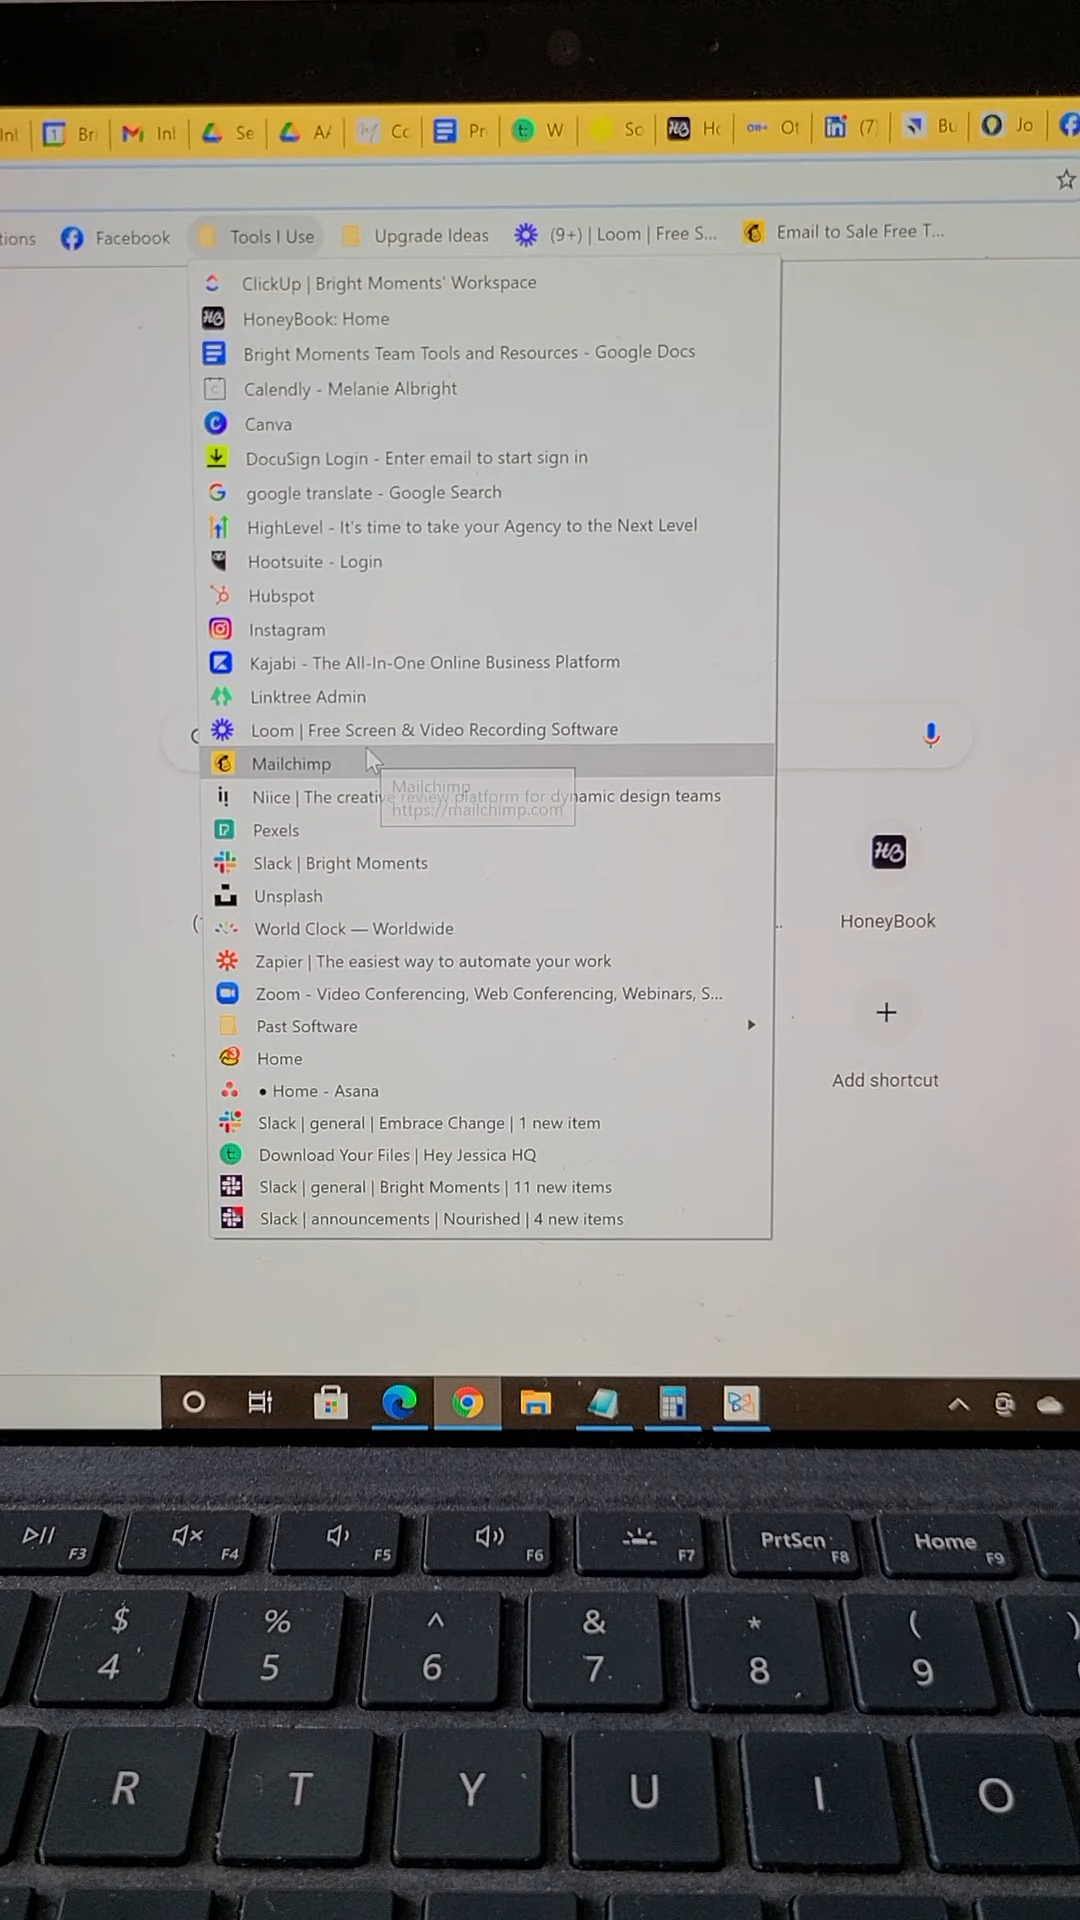 Inl Br Inl Se A/ Cc Pr W Sc Ho Ot (7) Bu Jo
tions Facebook Tools I Use Upgrade Ideas (9+) | Loom | Free S... Email to Sale Free T...
ClickUp | Bright Moments' Workspace
HoneyBook: Home
Bright Moments Team Tools and Resources - Google Docs
Calendly - Melanie Albright
Canva
DocuSign Login - Enter email to start sign in
google translate - Google Search
HighLevel - It's time to take your Agency to the Next Level
Hootsuite - Login
Hubspot
Instagram
Kajabi - The All-In-One Online Business Platform
Linktree Admin
Loom | Free Screen & Video Recording Software
Mailchimp
Mailchimp
https://mailchimp.com
Niice | The creative review platform for dynamic design teams
Pexels
Slack | Bright Moments
Unsplash
World Clock — Worldwide
Zapier | The easiest way to automate your work
Zoom - Video Conferencing, Web Conferencing, Webinars, S...
Past Software
Home
• Home - Asana
Slack | general | Embrace Change | 1 new item
Download Your Files | Hey Jessica HQ
Slack | general | Bright Moments | 11 new items
Slack | announcements | Nourished | 4 new items
HoneyBook
Add shortcut
F3 F4 F5 F6 F7 PrtScn F8 Home F9
$ % ^ & * ( )
4 5 6 7 8 9
R T Y U I O